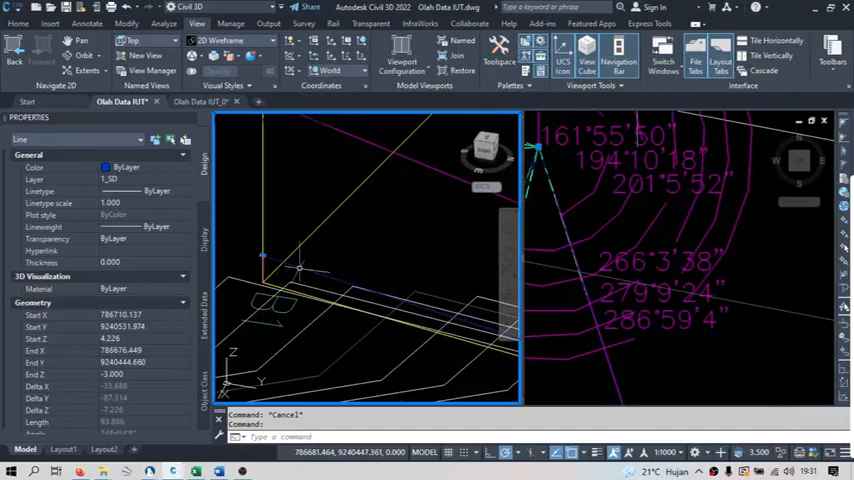 Civil 3D
Share
Autodesk Civil 3D 2022 Olah Data IUT.dwg
Type a keyword or phrase
Sign In
Home Insert Annotate Modify Analyze View Manage Output Survey Rail Transparent InfraWorks Collaborate Help Add-ins Featured Apps Express Tools
Back
Pan
Orbit
Extents
Navigate 2D
Top
New View
View Manager
Named Views
2D Wireframe
Opacity 60
Visual Styles
World
Coordinates
Viewport Configuration
Named
Join
Restore
Model Viewports
Toolspace
Palettes
UCS Icon
View Cube
Navigation Bar
Viewport Tools
Switch Windows
File Tabs
Layout Tabs
Tile Horizontally
Tile Vertically
Cascade
Interface
Toolbars
Start
Olah Data IUT*
Olah Data IUT_0*
PROPERTIES
Line
General
Color ByLayer
Layer 1_SD
Linetype ByLayer
Linetype scale 1.000
Plot style ByColor
Lineweight ByLayer
Transparency ByLayer
Hyperlink
Thickness 0.000
3D Visualization
Material ByLayer
Geometry
Start X 786710.137
Start Y 9240531.974
Start Z 4.226
End X 786676.449
End Y 9240444.660
End Z -3.000
Delta X -33.688
Delta Y -87.314
Delta Z -7.226
Length 93.866
Design
Display
Extended Data
Object Class
Z
Y
X
161°55'50"
194°10'18"
201°5'52"
266°3'38"
279°9'24"
286°59'4"
W
S
Command: *Cancel*
Command:
Type a command
Model Layout1 Layout2 +
786681.464, 9240447.361, 0.000 MODEL
1:1000
3.500
21°C Hujan
19:31